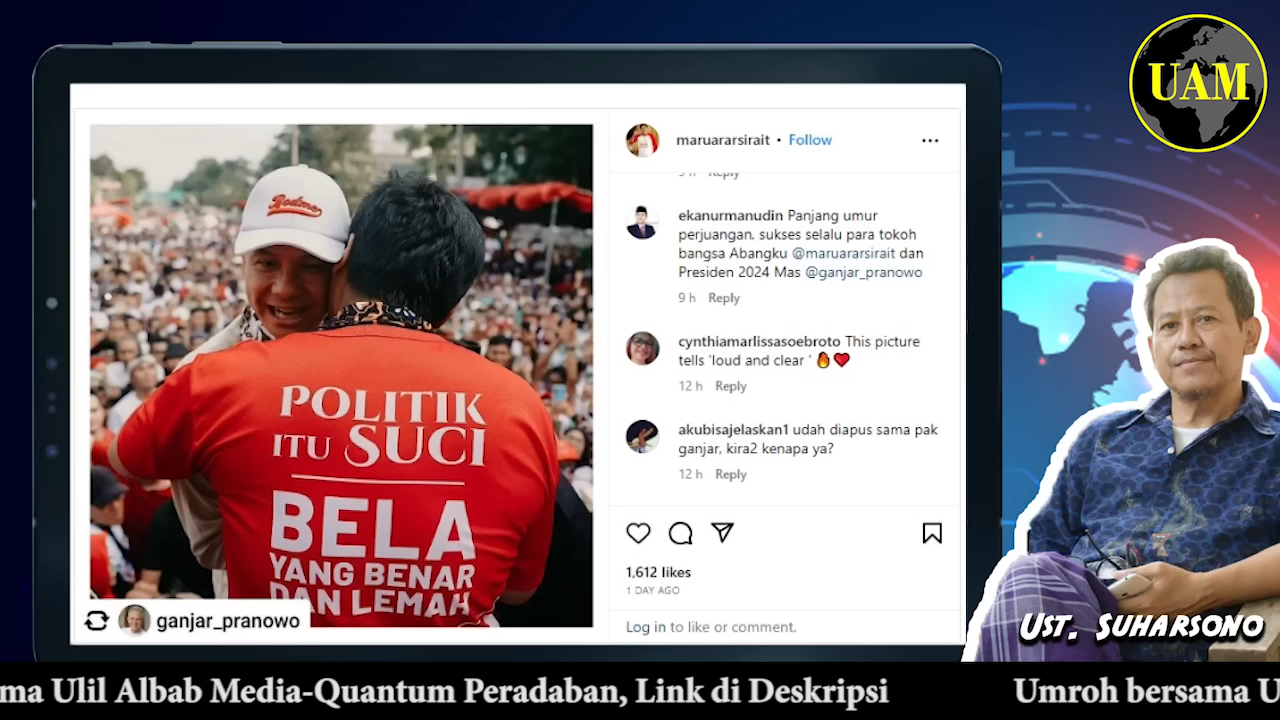 UAM
maruararsirait • Follow
Reply
ekanurmanudin Panjang umur
perjuangan, sukses selalu para tokoh
bangsa Abangku @maruararsirait dan
Presiden 2024 Mas @ganjar_pranowo
9 h Reply
cynthiamarlissasoebroto This picture
tells 'loud and clear ' 🔥❤️
12 h Reply
akubisajelaskan1 udah diapus sama pak
ganjar, kira2 kenapa ya?
12 h Reply
1,612 likes
1 DAY AGO
Log in to like or comment.
POLITIK
ITU SUCI
BELA
YANG BENAR
DAN LEMAH
ganjar_pranowo
UST. SUHARSONO
ma Ulil Albab Media-Quantum Peradaban, Link di Deskripsi
Umroh bersama U